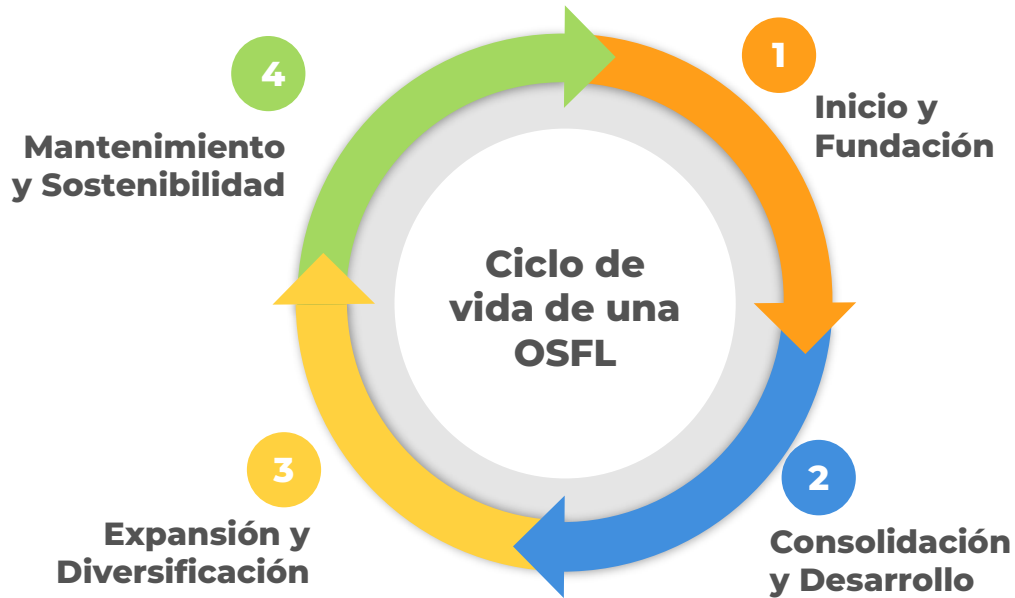 1
Inicio y
Fundación
2
Consolidación
y Desarrollo
3
Expansión y
Diversificación
4
Mantenimiento
y Sostenibilidad
Ciclo de
vida de una
OSFL